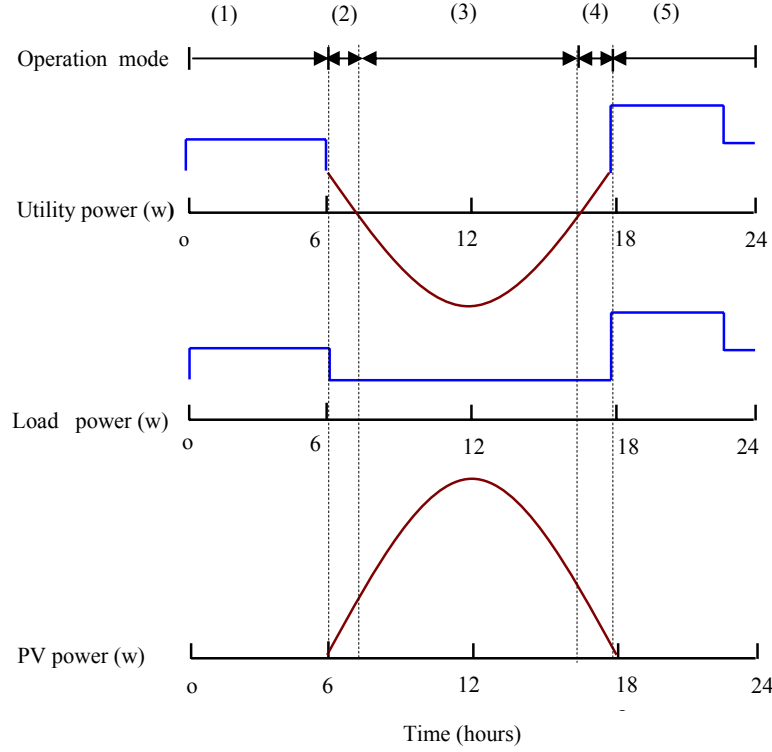 (1) (2) (3) (4) (5)
Operation mode
Utility power (w)
o 6 12 18 24
Load power (w)
o 6 12 18 24
PV power (w)
o 6 12 18 24
Time (hours)